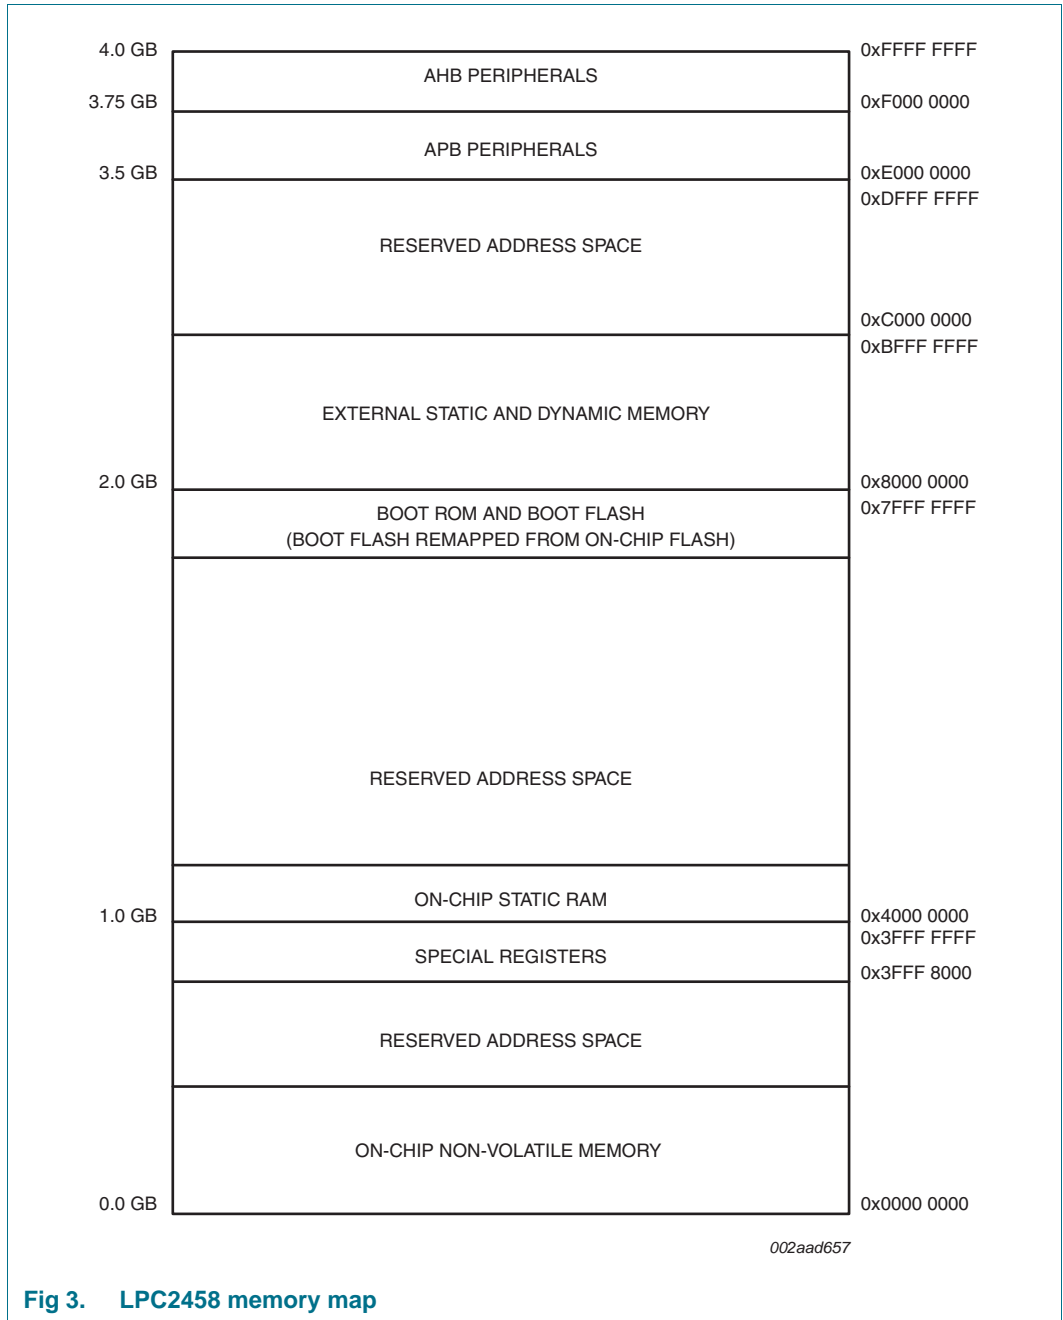 4.0 GB 0xFFFF FFFF
AHB PERIPHERALS
3.75 GB 0xF000 0000
APB PERIPHERALS
3.5 GB 0xE000 0000
0xDFFF FFFF
RESERVED ADDRESS SPACE
0xC000 0000
0xBFFF FFFF
EXTERNAL STATIC AND DYNAMIC MEMORY
2.0 GB 0x8000 0000
BOOT ROM AND BOOT FLASH 0x7FFF FFFF
(BOOT FLASH REMAPPED FROM ON-CHIP FLASH)
RESERVED ADDRESS SPACE
ON-CHIP STATIC RAM
1.0 GB 0x4000 0000
0x3FFF FFFF
SPECIAL REGISTERS
0x3FFF 8000
RESERVED ADDRESS SPACE
ON-CHIP NON-VOLATILE MEMORY
0.0 GB 0x0000 0000
002aad657
Fig 3. LPC2458 memory map